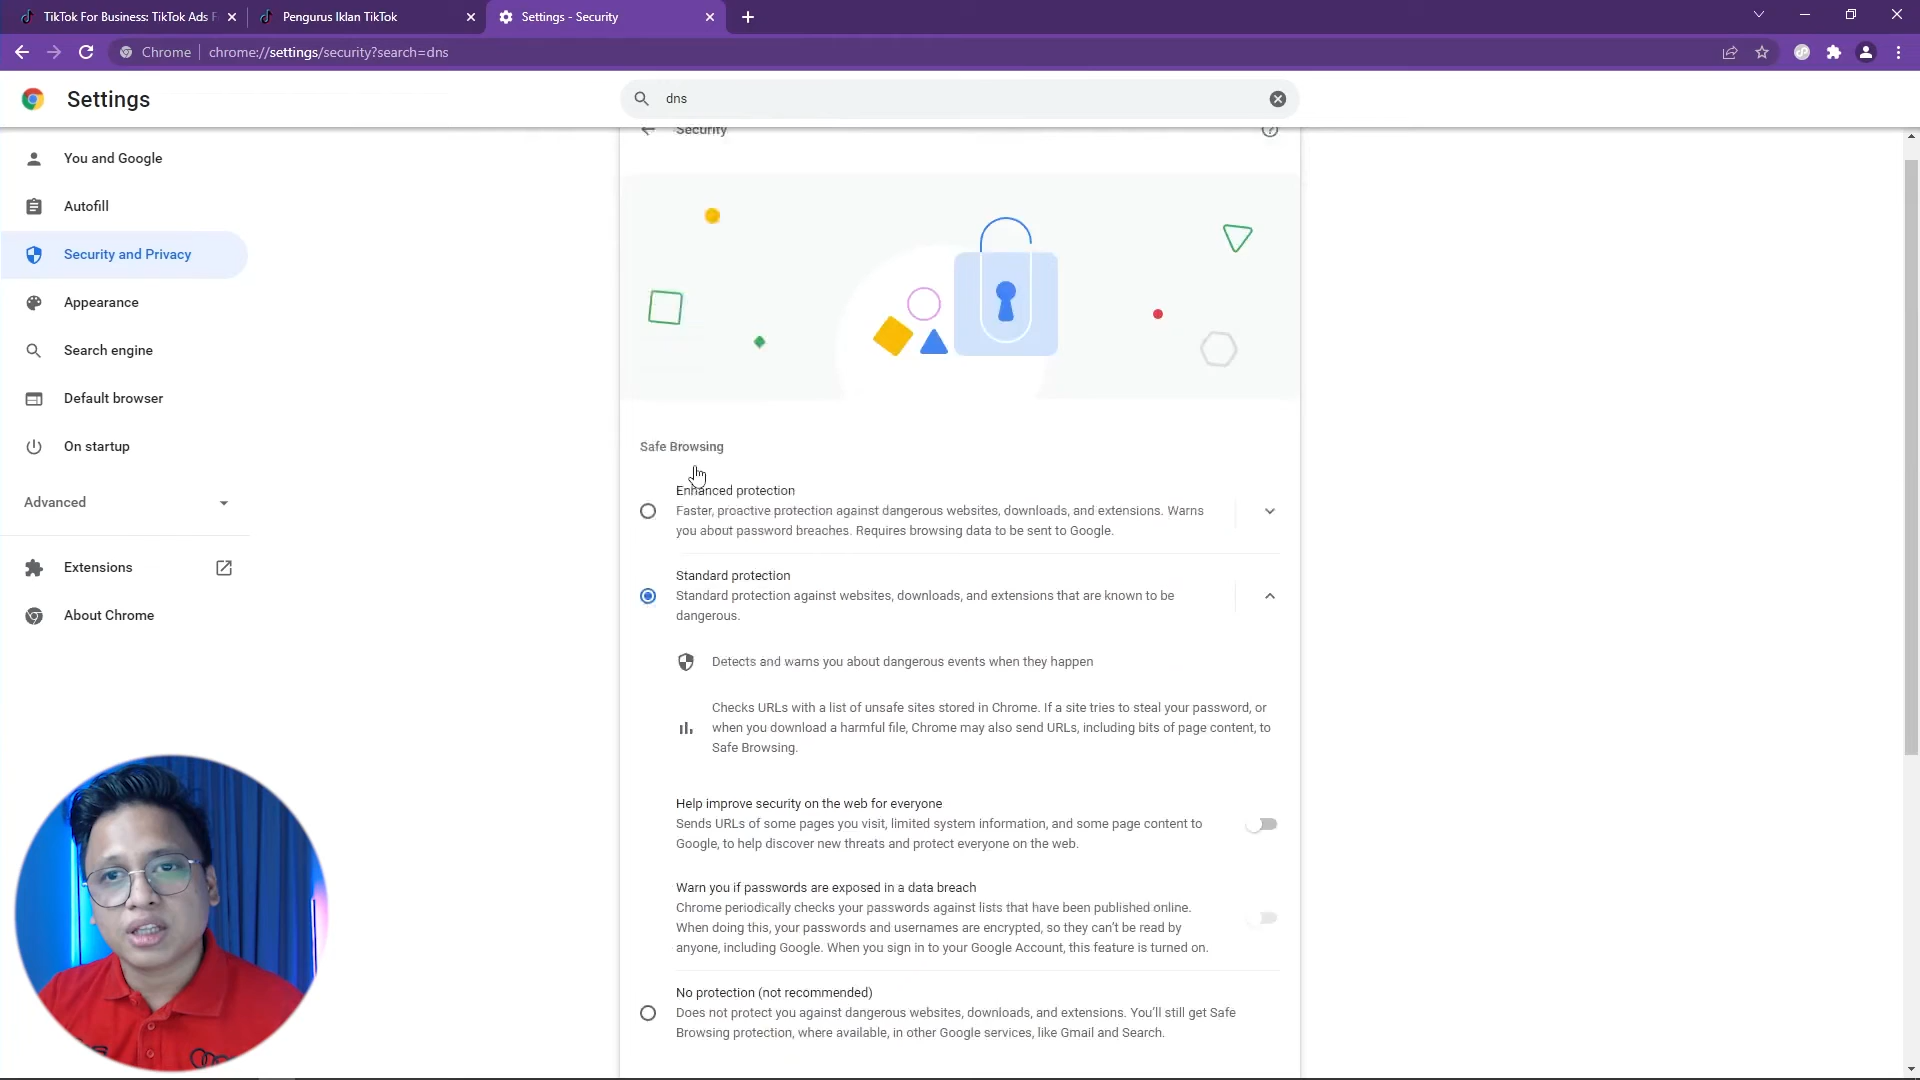 TikTok For Business: TikTok Ads F
Pengurus Iklan TikTok
Settings - Security
Chrome
chrome://settings/security?search=dns
Settings
dns
Security
You and Google
Autofill
Security and Privacy
Appearance
Search engine
Default browser
On startup
Advanced
Extensions
About Chrome
Safe Browsing
Enhanced protection
Faster, proactive protection against dangerous websites, downloads, and extensions. Warns
you about password breaches. Requires browsing data to be sent to Google.
Standard protection
Standard protection against websites, downloads, and extensions that are known to be
dangerous.
Detects and warns you about dangerous events when they happen
Checks URLs with a list of unsafe sites stored in Chrome. If a site tries to steal your password, or
when you download a harmful file, Chrome may also send URLs, including bits of page content, to
Safe Browsing.
Help improve security on the web for everyone
Sends URLs of some pages you visit, limited system information, and some page content to
Google, to help discover new threats and protect everyone on the web.
Warn you if passwords are exposed in a data breach
Chrome periodically checks your passwords against lists that have been published online.
When doing this, your passwords and usernames are encrypted, so they can't be read by
anyone, including Google. When you sign in to your Google Account, this feature is turned on.
No protection (not recommended)
Does not protect you against dangerous websites, downloads, and extensions. You'll still get Safe
Browsing protection, where available, in other Google services, like Gmail and Search.